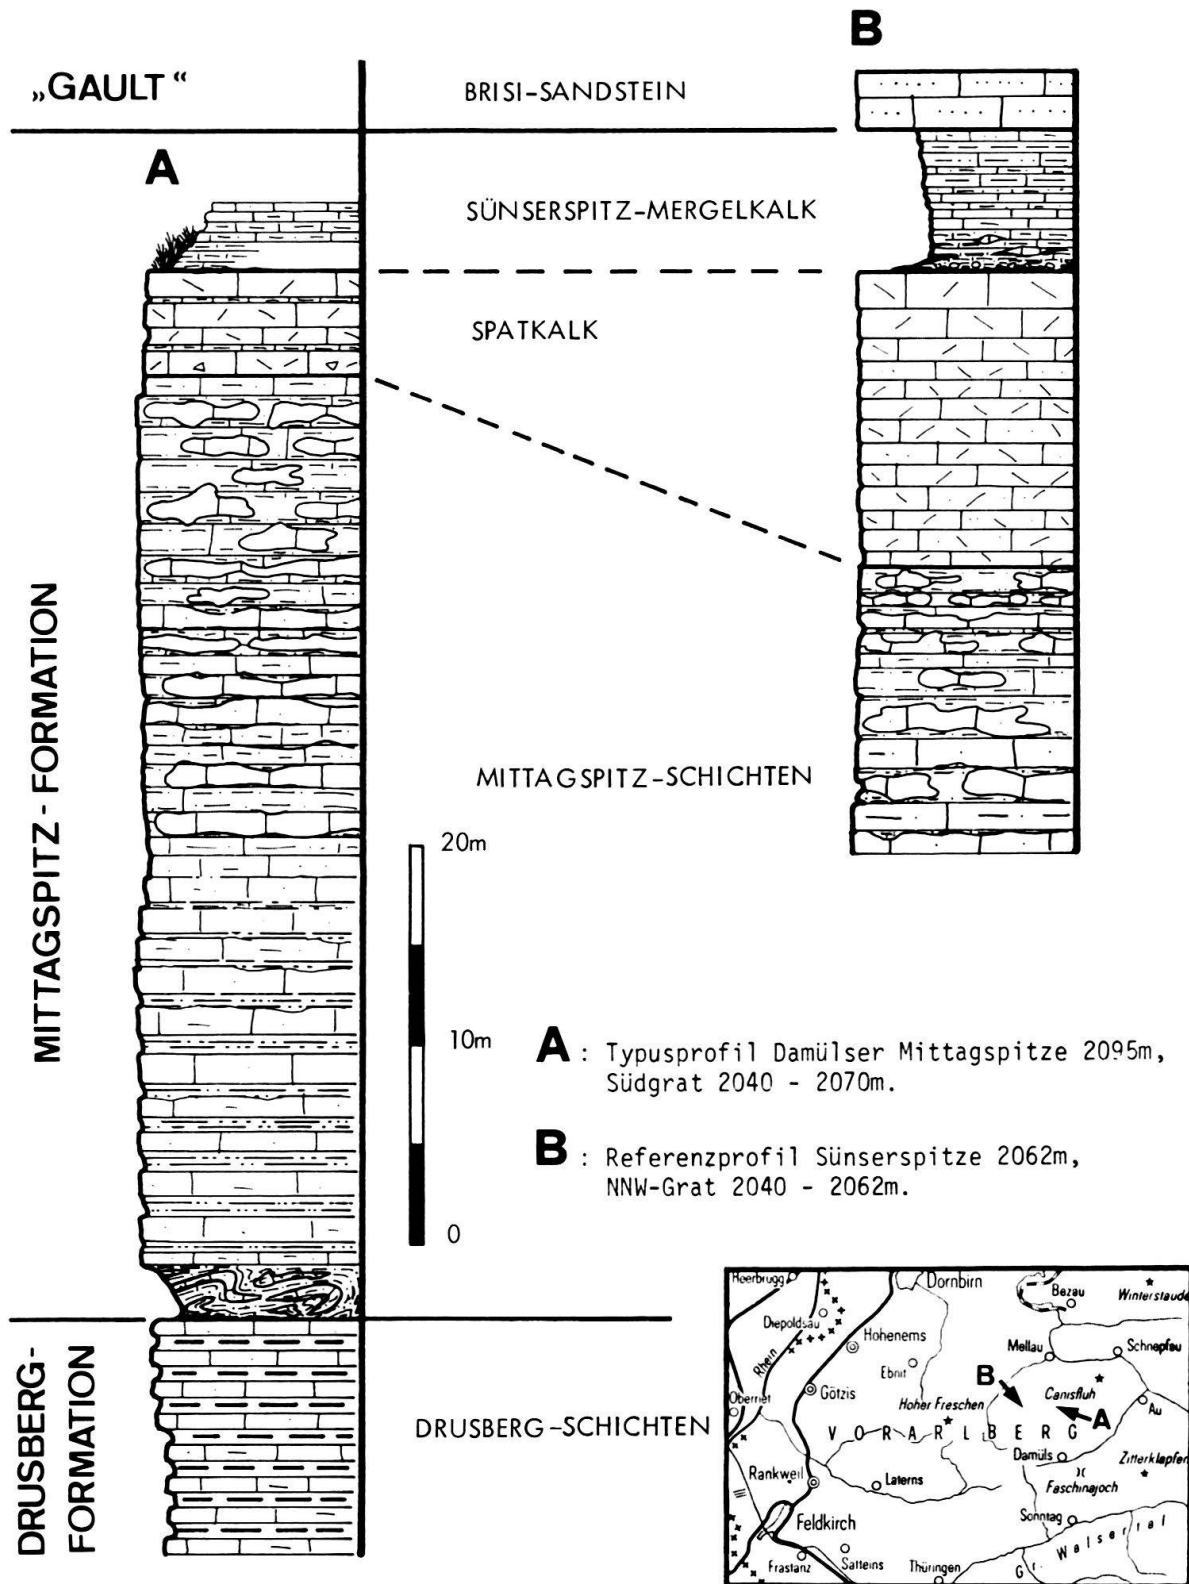 B
„GAULT“
BRISI-SANDSTEIN
A
SÜNSERSPITZ-MERGELKALK
SPATKALK
MITTAGSPITZ-FORMATION
MITTAGSPITZ-SCHICHTEN
20m
10m
0
A : Typusprofil Damülser Mittagspitze 2095m,
Südgrat 2040 - 2070m.
B : Referenzprofil Sünserspitze 2062m,
NNW-Grat 2040 - 2062m.
DRUSBERG-
FORMATION
DRUSBERG-SCHICHTEN
Heerbrugg
Dornbirn
Bezau
Winterstaude
Diepoldsau
Rhein
Hohenems
Ebnit
Mellau
Schnepfau
Oberriet
Götzis
Hoher Freschen
B
Canisfluh
A
Au
VORARLBERG
Damüls
Zitterklapfen
Rankweil
Laterns
Faschinajoch
Feldkirch
Sonntag
Gr. Walsertal
Frastanz
Satteins
Thüringen